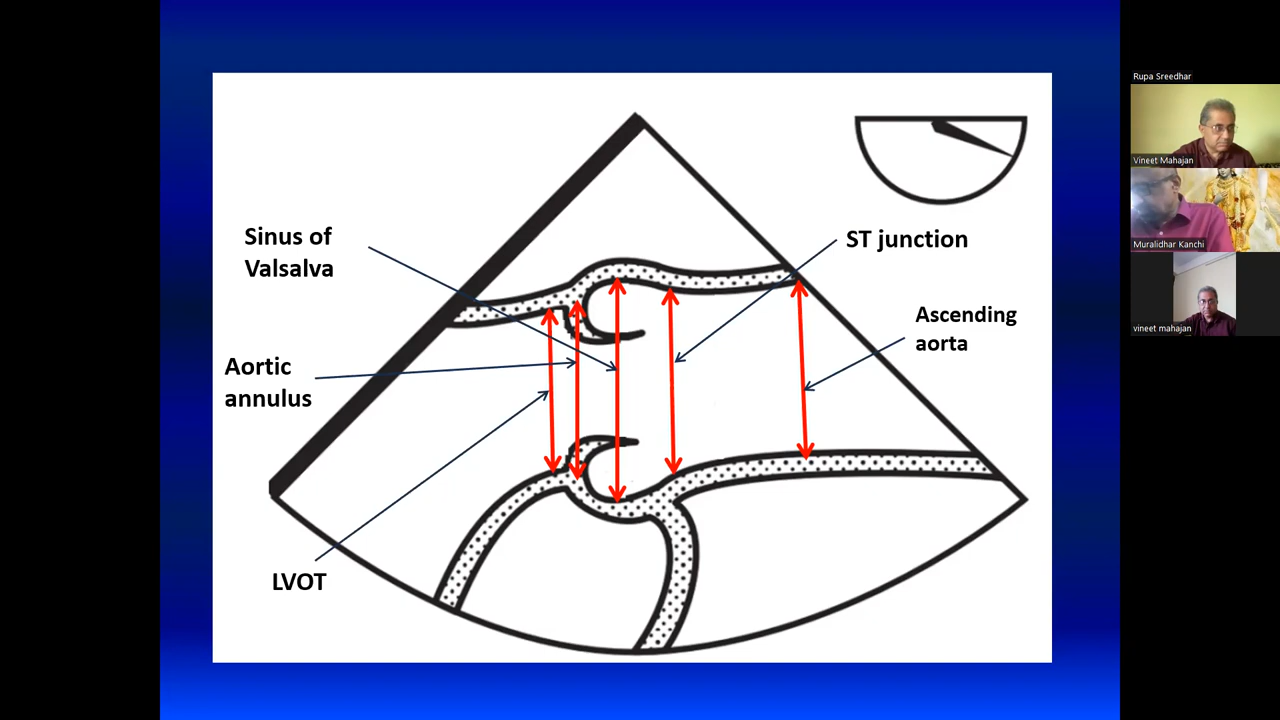 Sinus of
Valsalva
ST junction
Ascending
aorta
Aortic
annulus
LVOT
Rupa Sreedhar
Vineet Mahajan
Muralidhar Kanchi
vineet mahajan